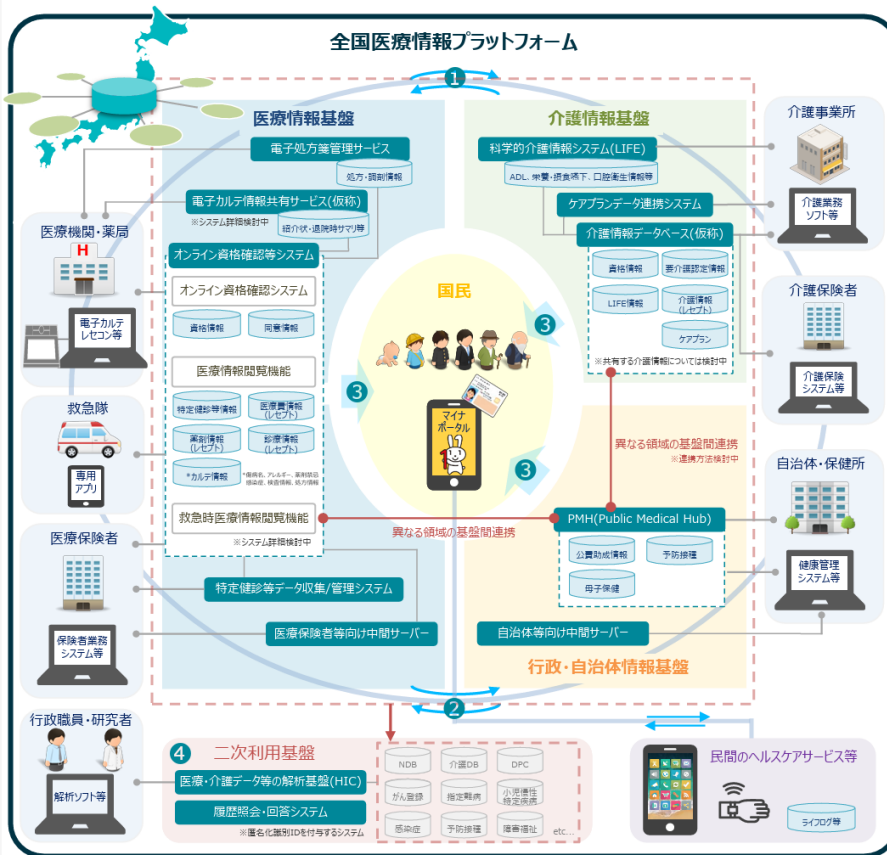 全国医療情報プラットフォーム
1
医療情報基盤
介護情報基盤
電子処方箋管理サービス
処方・調剤情報
電子カルテ情報共有サービス(仮称)
※システム詳細検討中
紹介状・退院時サマリ等
オンライン資格確認等システム
オンライン資格確認システム
資格情報
同意情報
医療情報閲覧機能
特定健診等情報
医療費情報
(レセプト)
薬剤情報
(レセプト)
診療情報
(レセプト)
*カルテ情報
*傷病名、アレルギー、薬剤禁忌
感染症、検査情報、処方情報
救急時医療情報閲覧機能
※システム詳細検討中
特定健診等データ収集/管理システム
医療保険者等向け中間サーバー
科学的介護情報システム(LIFE)
ADL、栄養・摂食嚥下、口腔衛生情報等
ケアプランデータ連携システム
介護情報データベース(仮称)
資格情報
要介護認定情報
LIFE情報
介護情報
(レセプト)
ケアプラン
※共有する介護情報については検討中
国民
3
3
3
マイナ
ポータル
異なる領域の基盤間連携
※連携方法検討中
異なる領域の基盤間連携
PMH(Public Medical Hub)
公費助成情報
予防接種
母子保健
自治体等向け中間サーバー
行政・自治体情報基盤
2
医療機関・薬局
H
電子カルテ
レセコン等
救急隊
専用
アプリ
医療保険者
保険者業務
システム等
行政職員・研究者
解析ソフト等
介護事業所
介護業務
ソフト等
介護保険者
介護保険
システム等
自治体・保健所
健康管理
システム等
4
二次利用基盤
医療・介護データ等の解析基盤(HIC)
履歴照会・回答システム
※匿名化識別IDを付与するシステム
NDB
介護DB
DPC
がん登録
指定難病
小児慢性
特定疾病
感染症
予防接種
障害福祉
etc...
民間のヘルスケアサービス等
ライフログ等